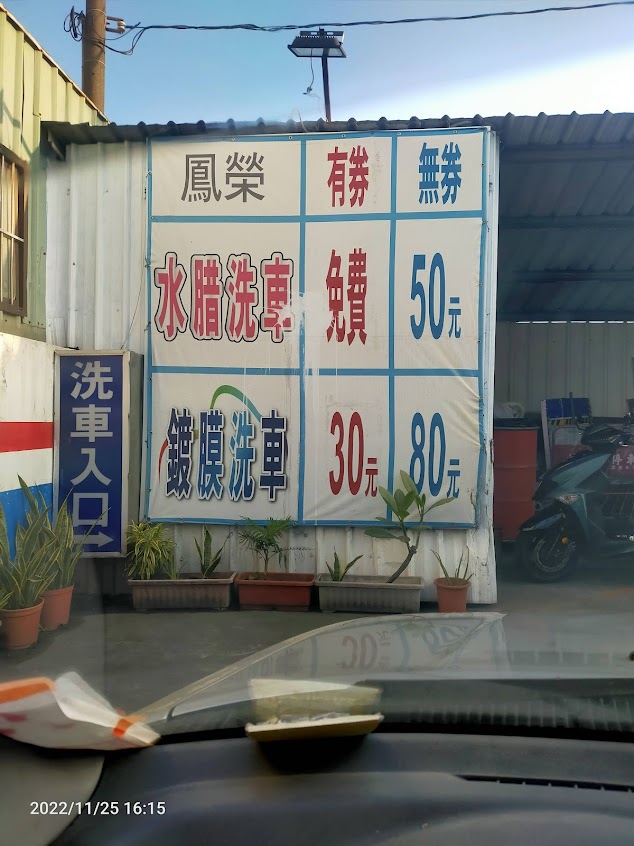 鳳榮 有券 無券
水腊洗車 免費 50元
鍍膜洗車 30元 80元
洗車入口
2022/11/25 16:15